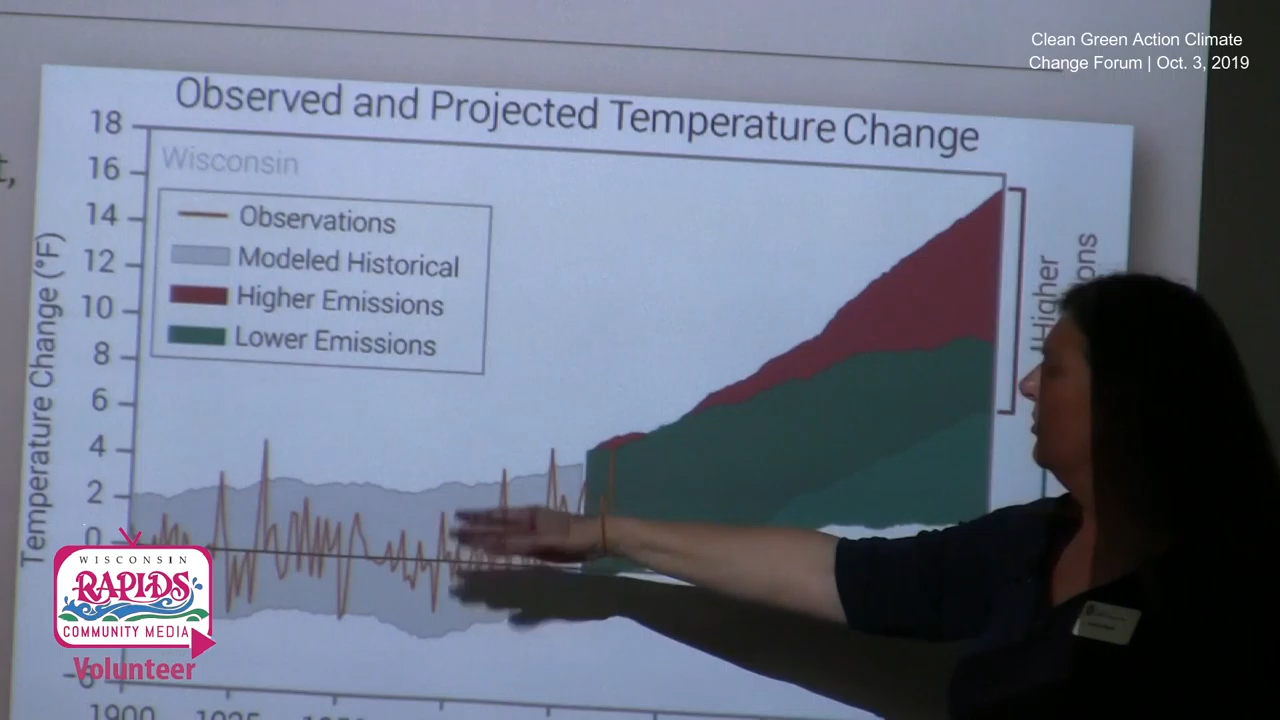 Clean Green Action Climate
Change Forum | Oct. 3, 2019
t,
Observed and Projected Temperature Change
Wisconsin
Observations
Modeled Historical
Higher Emissions
Lower Emissions
Temperature Change (°F)
18
16
14
12
10
8
6
4
2
0
Higher
WISCONSIN
RAPIDS
COMMUNITY MEDIA
Volunteer
1900